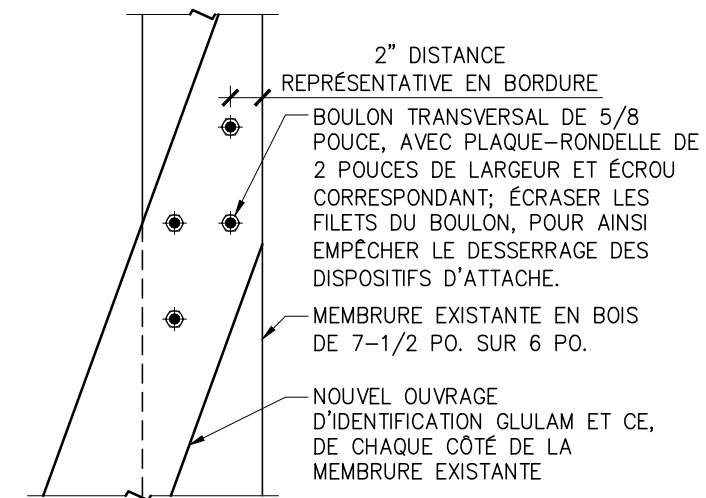 2” DISTANCE
REPRÉSENTATIVE EN BORDURE
BOULON TRANSVERSAL DE 5/8
POUCE, AVEC PLAQUE–RONDELLE DE
2 POUCES DE LARGEUR ET ÉCROU
CORRESPONDANT; ÉCRASER LES
FILETS DU BOULON, POUR AINSI
EMPÊCHER LE DESSERRAGE DES
DISPOSITIFS D'ATTACHE.
MEMBRURE EXISTANTE EN BOIS
DE 7–1/2 PO. SUR 6 PO.
NOUVEL OUVRAGE
D'IDENTIFICATION GLULAM ET CE,
DE CHAQUE CÔTÉ DE LA
MEMBRURE EXISTANTE